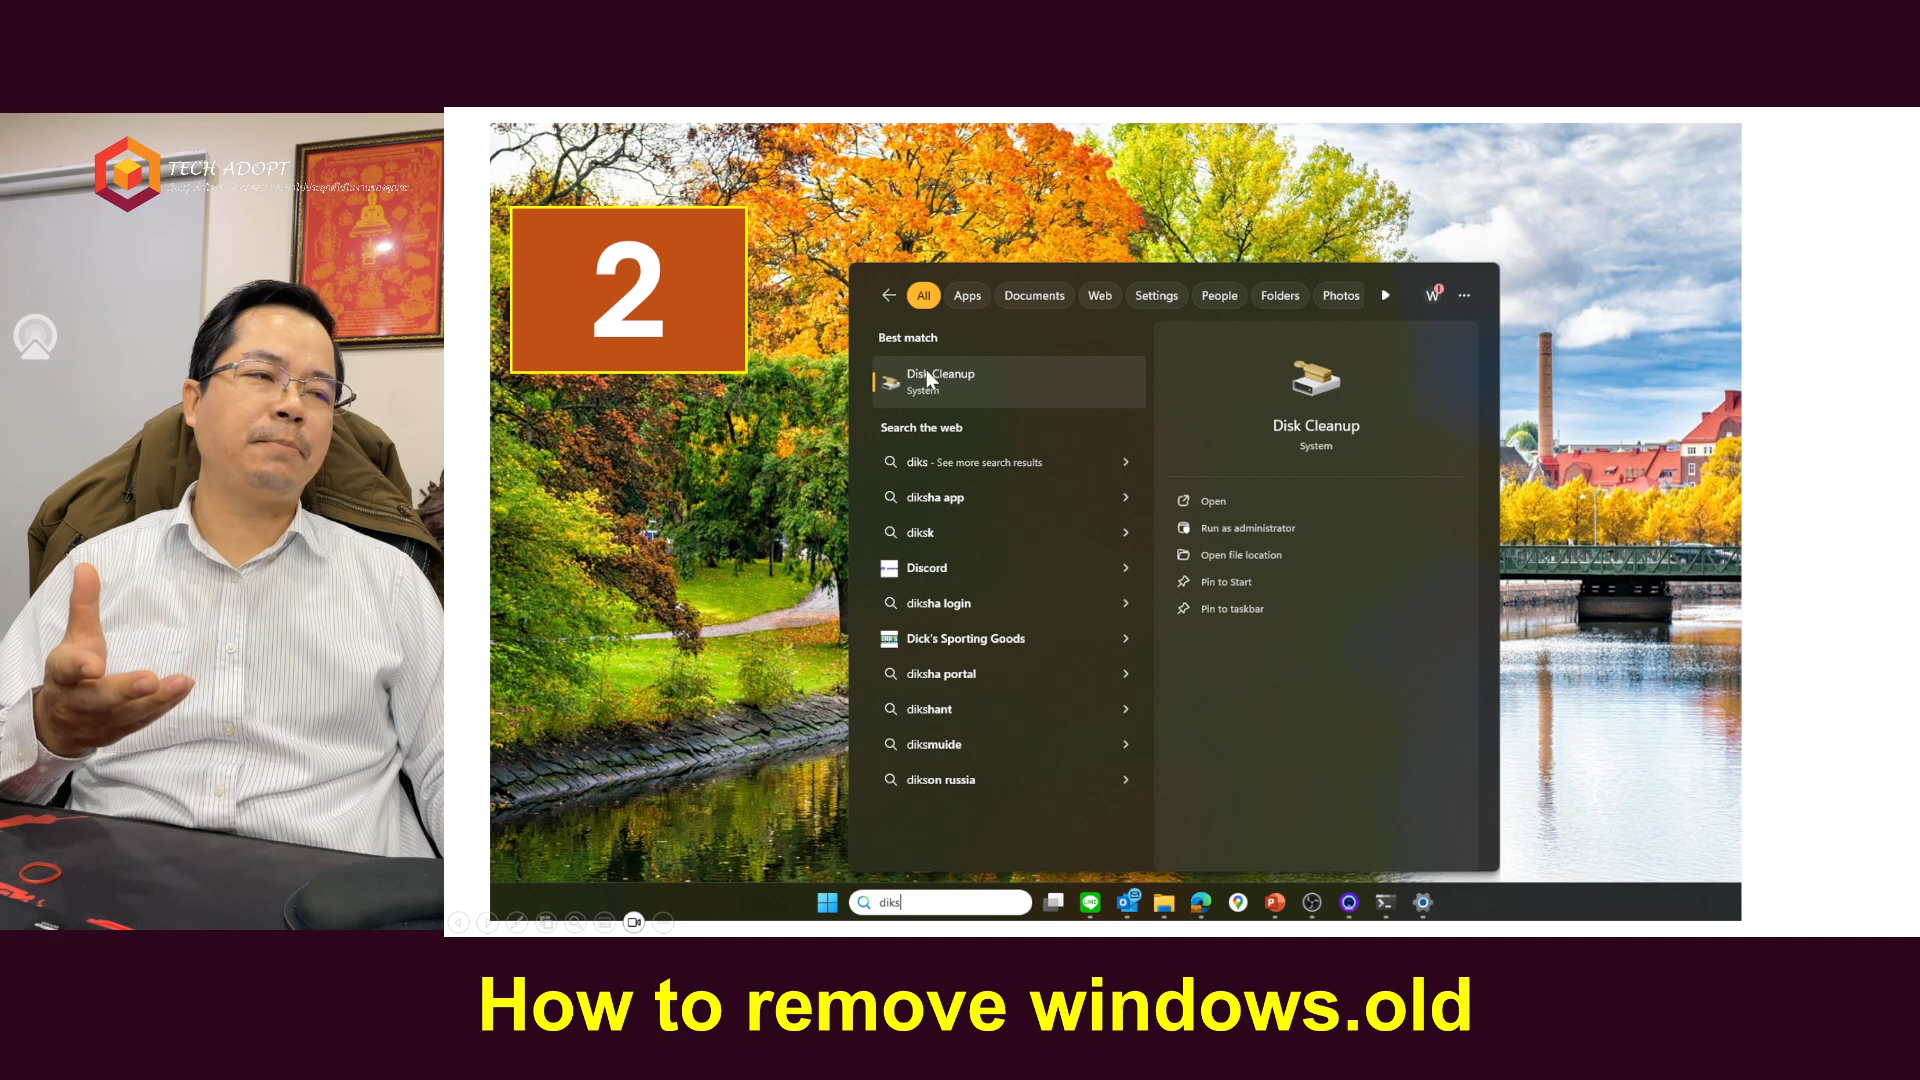 TECH ADOPT
2
All Apps Documents Web Settings People Folders Photos W
Best match
Disk Cleanup
System
Search the web
diks - See more search results
diksha app
diksk
Discord
diksha login
Dick's Sporting Goods
diksha portal
dikshant
diksmuide
dikson russia
Disk Cleanup
System
Open
Run as administrator
Open file location
Pin to Start
Pin to taskbar
diks
How to remove windows.old